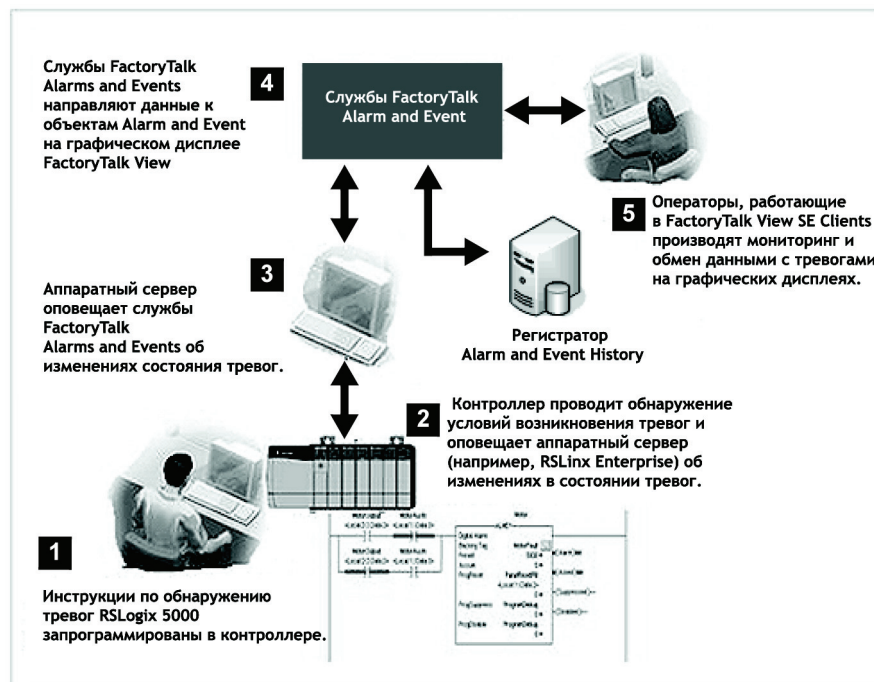 Службы FactoryTalk
Alarms and Events
направляют данные к
объектам Alarm and Event
на графическом дисплее
FactoryTalk View
4
Службы FactoryTalk
Alarm and Event
5
Операторы, работающие
в FactoryTalk View SE Clients
производят мониторинг и
обмен данными с тревогами
на графических дисплеях.
3
Аппаратный сервер
оповещает службы
FactoryTalk
Alarms and Events об
изменениях состояния тревог.
Регистратор
Alarm and Event History
2
Контроллер проводит обнаружение
условий возникновения тревог и
оповещает аппаратный сервер
(например, RSLinx Enterprise) об
изменениях в состоянии тревог.
1
Инструкции по обнаружению
тревог RSLogix 5000
запрограммированы в контроллере.